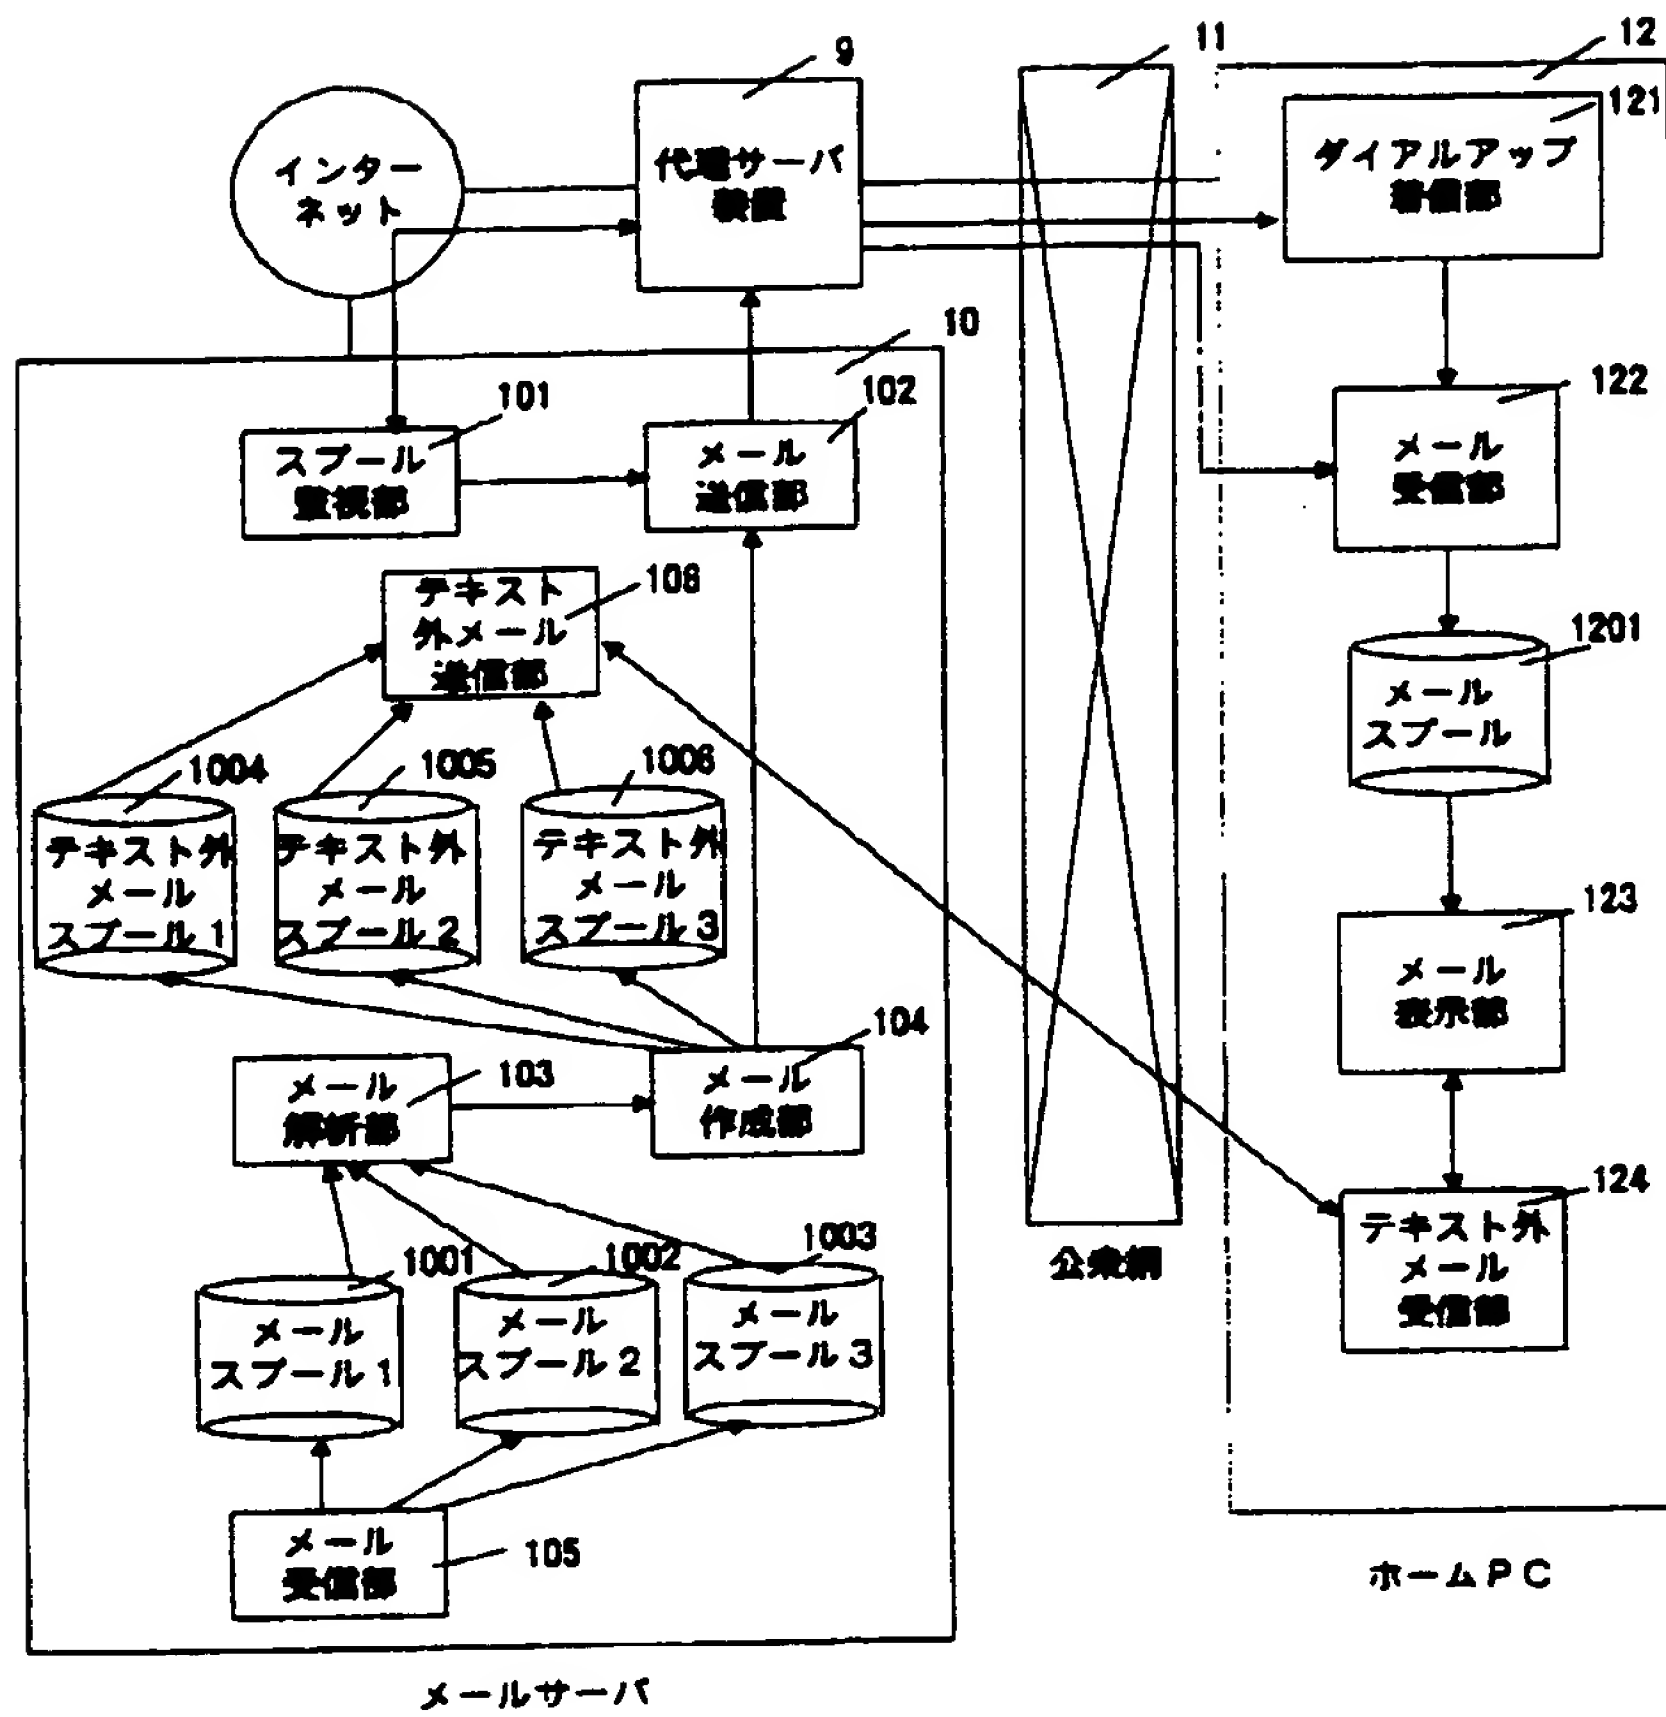 9
11
12
121
インター
ネット
代理サーバ
装置
ダイアルアップ
着信部
10
101
102
122
スプール
監視部
メール
送信部
メール
受信部
テキスト
外メール
送信部
106
1201
メール
スプール
1004
1005
1006
テキスト外
メール
スプール1
テキスト外
メール
スプール2
テキスト外
メール
スプール3
123
メール
表示部
103
104
メール
解析部
メール
作成部
124
テキスト外
メール
受信部
1001
1002
1003
公衆網
メール
スプール1
メール
スプール2
メール
スプール3
メール
受信部
105
ホームPC
メールサーバ